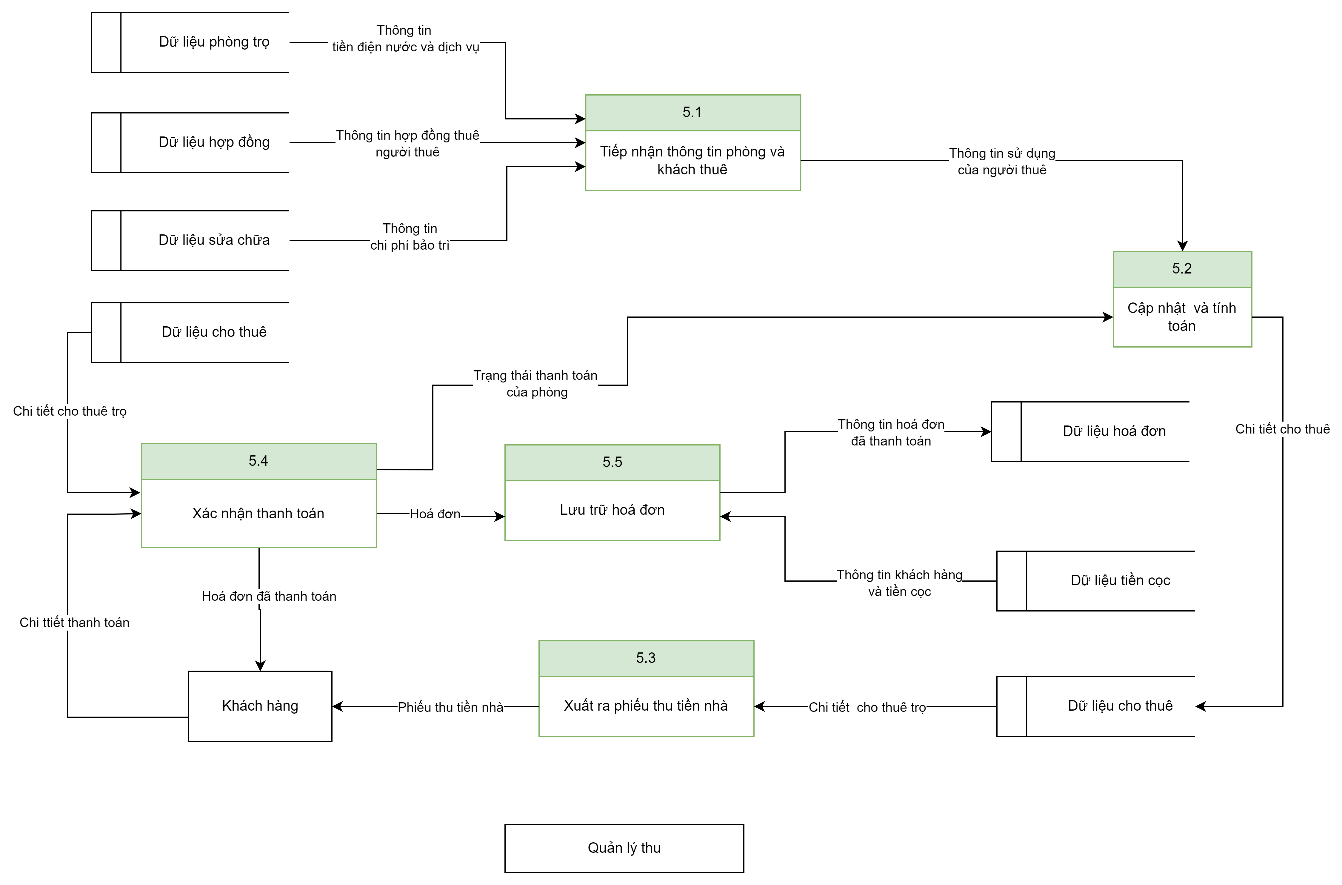 Dữ liệu phòng trọ
Thông tin
tiền điện nước và dịch vụ
5.1
Tiếp nhận thông tin phòng và
khách thuê
Dữ liệu hợp đồng
Thông tin hợp đồng thuê
người thuê
Thông tin sử dụng
của người thuê
Dữ liệu sửa chữa
Thông tin
chi phí bảo trì
5.2
Cập nhật và tính
toán
Dữ liệu cho thuê
Trạng thái thanh toán
của phòng
Chi tiết cho thuê trọ
Thông tin hoá đơn
đã thanh toán
Dữ liệu hoá đơn
Chi tiết cho thuê
5.4
Xác nhận thanh toán
Hoá đơn
5.5
Lưu trữ hoá đơn
Thông tin khách hàng
và tiền cọc
Dữ liệu tiền cọc
Hoá đơn đã thanh toán
Chi ttiết thanh toán
5.3
Xuất ra phiếu thu tiền nhà
Khách hàng
Phiếu thu tiền nhà
Chi tiết cho thuê trọ
Dữ liệu cho thuê
Quản lý thu